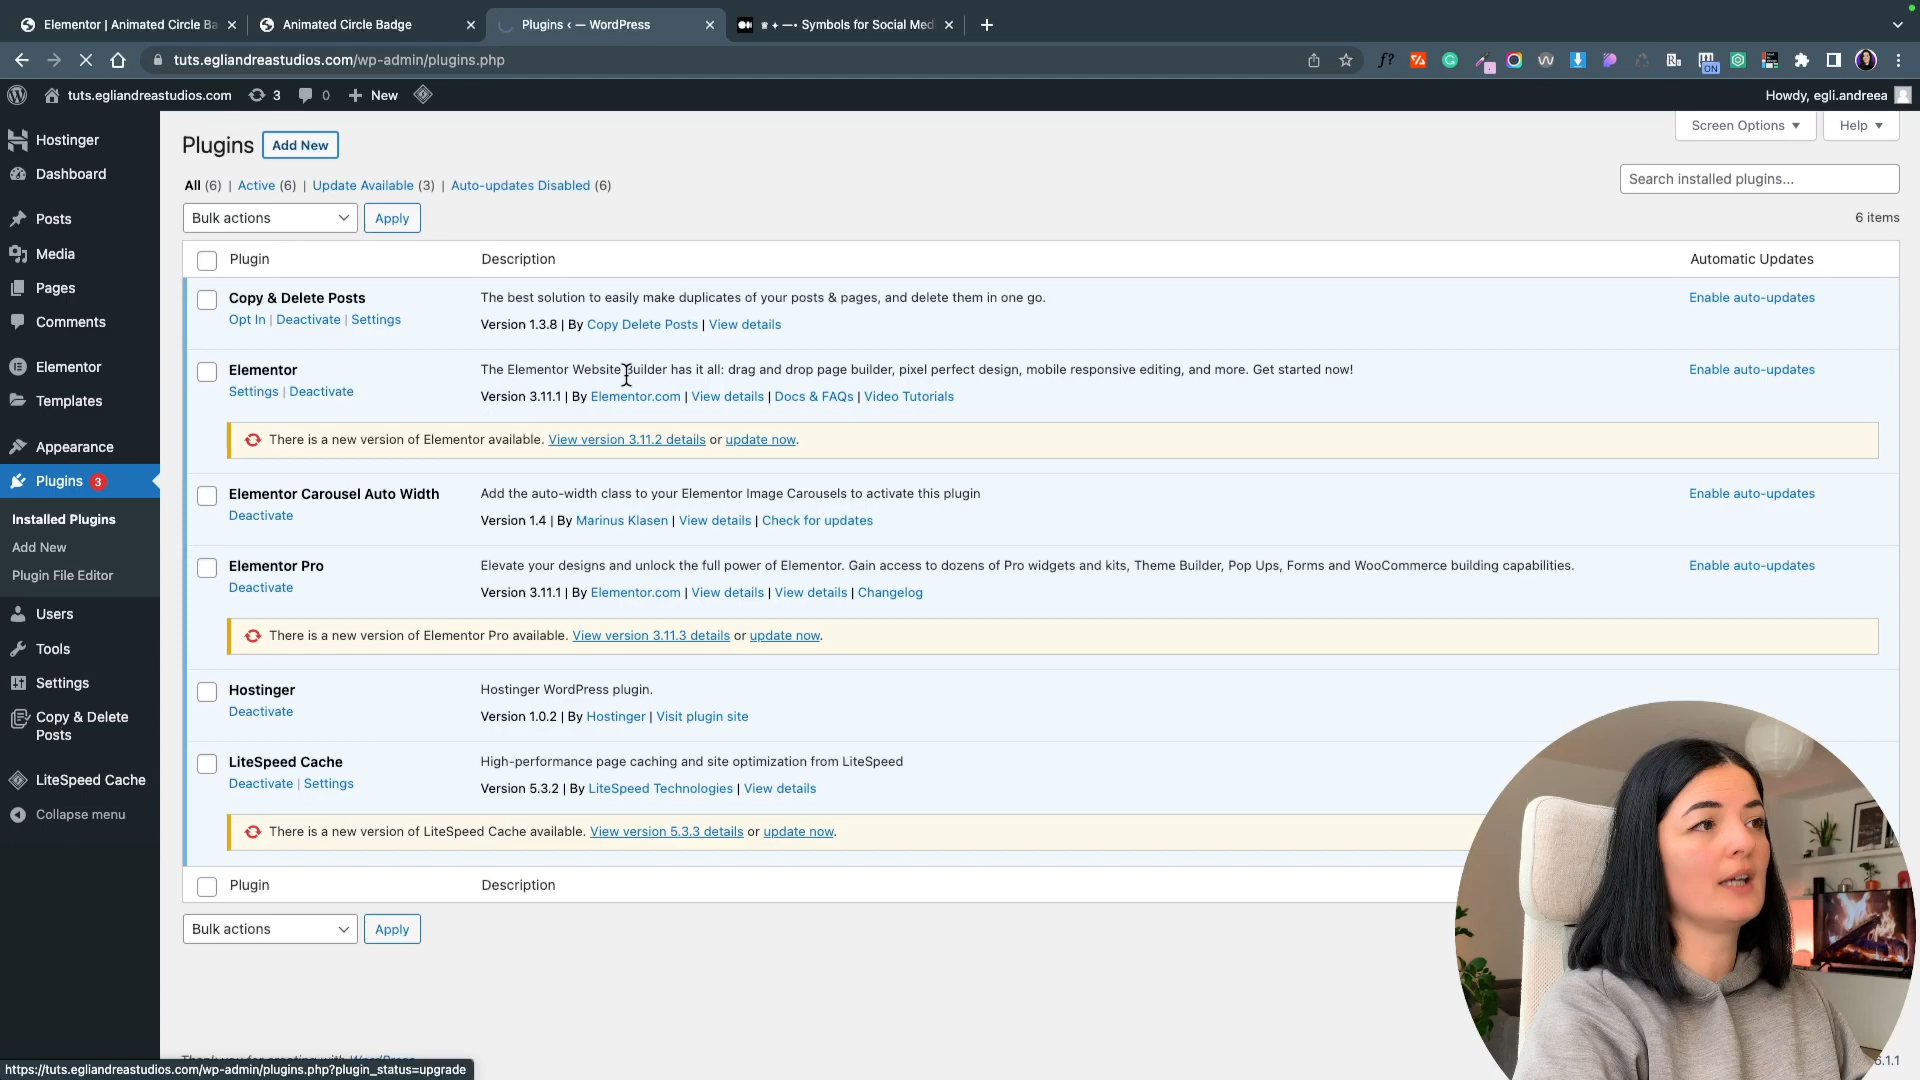 Elementor | Animated Circle Ba
Animated Circle Badge
Plugins ‹ — WordPress
♕ ✦ —• Symbols for Social Med
tuts.egliandreastudios.com/wp-admin/plugins.php
ON
tuts.egliandreastudios.com
3
0
New
Howdy, egli.andreea
Hostinger
Dashboard
Posts
Media
Pages
Comments
Elementor
Templates
Appearance
Plugins 3
Installed Plugins
Add New
Plugin File Editor
Users
Tools
Settings
Copy & Delete
Posts
LiteSpeed Cache
Collapse menu
Plugins
Add New
Screen Options
Help
All (6) | Active (6) | Update Available (3) | Auto-updates Disabled (6)
Search installed plugins...
Bulk actions
Apply
6 items
Plugin
Description
Automatic Updates
Copy & Delete Posts
Opt In | Deactivate | Settings
The best solution to easily make duplicates of your posts & pages, and delete them in one go.
Version 1.3.8 | By Copy Delete Posts | View details
Enable auto-updates
Elementor
Settings | Deactivate
The Elementor Website Builder has it all: drag and drop page builder, pixel perfect design, mobile responsive editing, and more. Get started now!
Version 3.11.1 | By Elementor.com | View details | Docs & FAQs | Video Tutorials
Enable auto-updates
There is a new version of Elementor available. View version 3.11.2 details or update now.
Elementor Carousel Auto Width
Deactivate
Add the auto-width class to your Elementor Image Carousels to activate this plugin
Version 1.4 | By Marinus Klasen | View details | Check for updates
Enable auto-updates
Elementor Pro
Deactivate
Elevate your designs and unlock the full power of Elementor. Gain access to dozens of Pro widgets and kits, Theme Builder, Pop Ups, Forms and WooCommerce building capabilities.
Version 3.11.1 | By Elementor.com | View details | View details | Changelog
Enable auto-updates
There is a new version of Elementor Pro available. View version 3.11.3 details or update now.
Hostinger
Deactivate
Hostinger WordPress plugin.
Version 1.0.2 | By Hostinger | Visit plugin site
LiteSpeed Cache
Deactivate | Settings
High-performance page caching and site optimization from LiteSpeed
Version 5.3.2 | By LiteSpeed Technologies | View details
There is a new version of LiteSpeed Cache available. View version 5.3.3 details or update now.
Plugin
Description
Bulk actions
Apply
Thank you for creating with WordPress.
6.1.1
https://tuts.egliandreastudios.com/wp-admin/plugins.php?plugin_status=upgrade